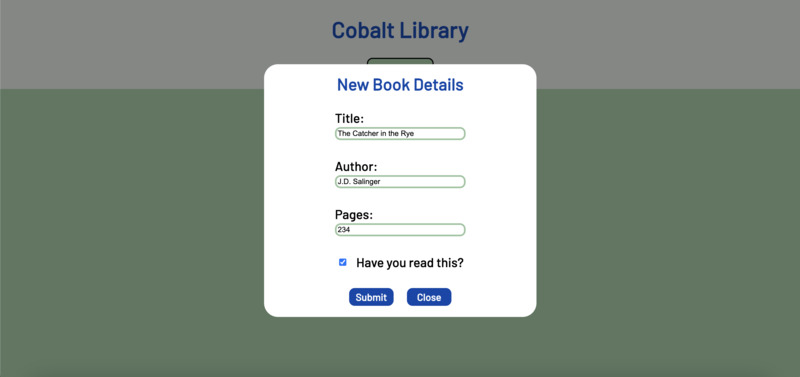 Cobalt Library
New Book Details
Title:
The Catcher in the Rye
Author:
J.D. Salinger
Pages:
234
Have you read this?
Submit Close